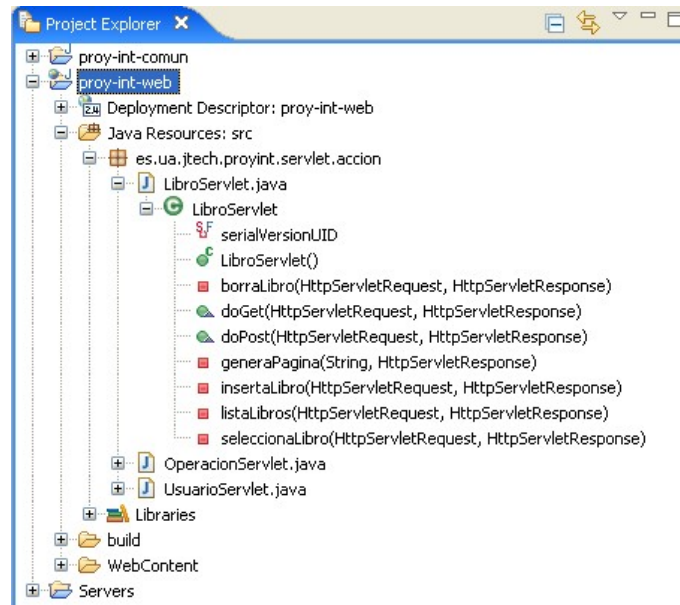 Project Explorer
proy-int-comun
proy-int-web
2.4 Deployment Descriptor: proy-int-web
Java Resources: src
es.ua.jtech.proyint.servlet.accion
J LibroServlet.java
C LibroServlet
S F serialVersionUID
C LibroServlet()
borraLibro(HttpServletRequest, HttpServletResponse)
doGet(HttpServletRequest, HttpServletResponse)
doPost(HttpServletRequest, HttpServletResponse)
generaPagina(String, HttpServletResponse)
insertaLibro(HttpServletRequest, HttpServletResponse)
listaLibros(HttpServletRequest, HttpServletResponse)
seleccionaLibro(HttpServletRequest, HttpServletResponse)
J OperacionServlet.java
J UsuarioServlet.java
Libraries
build
WebContent
Servers